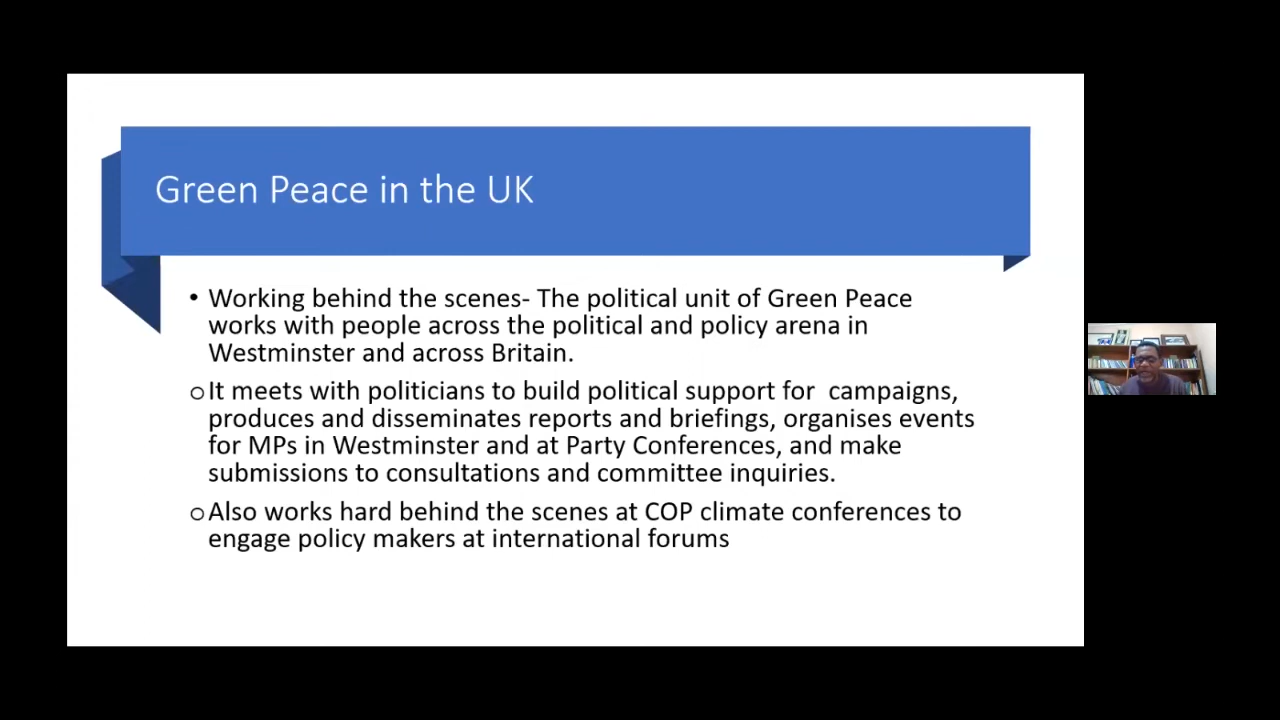 Green Peace in the UK
• Working behind the scenes- The political unit of Green Peace
works with people across the political and policy arena in
Westminster and across Britain.
o It meets with politicians to build political support for  campaigns,
produces and disseminates reports and briefings, organises events
for MPs in Westminster and at Party Conferences, and make
submissions to consultations and committee inquiries.
o Also works hard behind the scenes at COP climate conferences to
engage policy makers at international forums